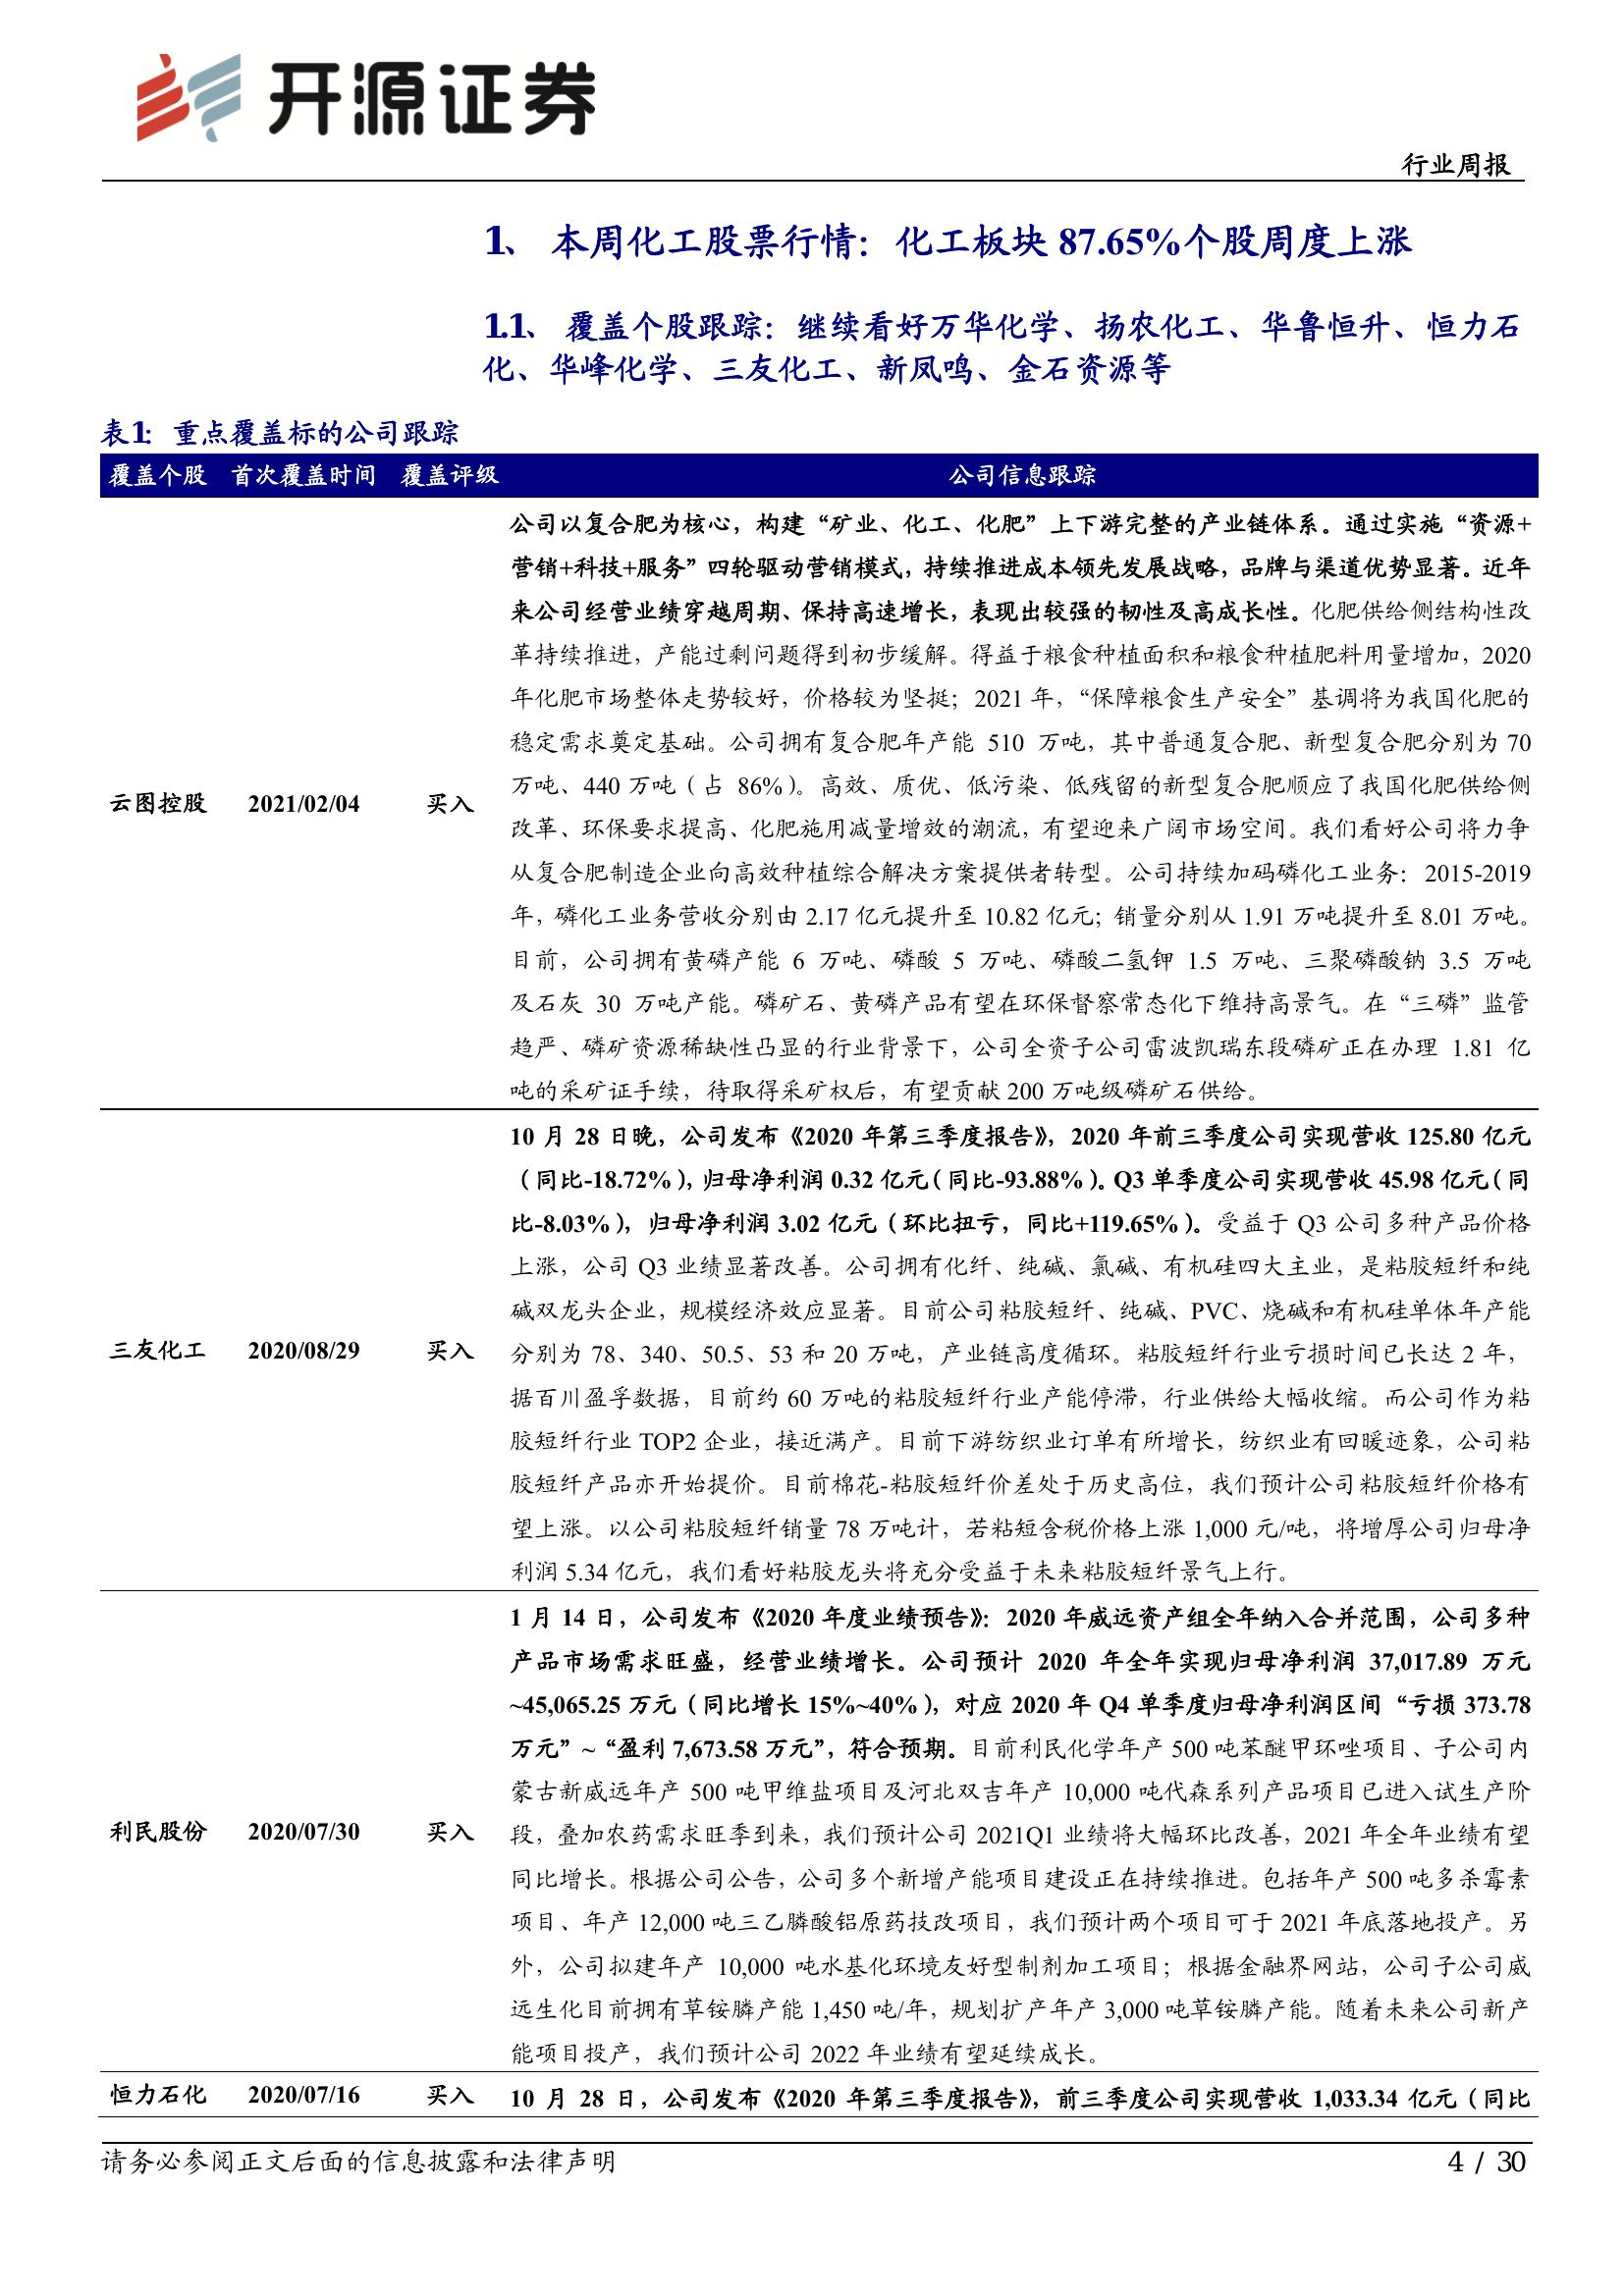 开源证券
行业周报
1、 本周化工股票行情：化工板块 87.65%个股周度上涨
1.1、 覆盖个股跟踪：继续看好万华化学、扬农化工、华鲁恒升、恒力石
化、华峰化学、三友化工、新凤鸣、金石资源等
表1： 重点覆盖标的公司跟踪
覆盖个股 首次覆盖时间 覆盖评级 公司信息跟踪
公司以复合肥为核心，构建“矿业、化工、化肥”上下游完整的产业链体系。通过实施“资源+
营销+科技+服务”四轮驱动营销模式，持续推进成本领先发展战略，品牌与渠道优势显著。近年
来公司经营业绩穿越周期、保持高速增长，表现出较强的韧性及高成长性。化肥供给侧结构性改
革持续推进，产能过剩问题得到初步缓解。得益于粮食种植面积和粮食种植肥料用量增加，2020
年化肥市场整体走势较好，价格较为坚挺；2021 年，“保障粮食生产安全”基调将为我国化肥的
稳定需求奠定基础。公司拥有复合肥年产能 510 万吨，其中普通复合肥、新型复合肥分别为 70
万吨、440 万吨（占 86%）。高效、质优、低污染、低残留的新型复合肥顺应了我国化肥供给侧
云图控股 2021/02/04 买入
改革、环保要求提高、化肥施用减量增效的潮流，有望迎来广阔市场空间。我们看好公司将力争
从复合肥制造企业向高效种植综合解决方案提供者转型。公司持续加码磷化工业务：2015-2019
年，磷化工业务营收分别由 2.17 亿元提升至 10.82 亿元；销量分别从 1.91 万吨提升至 8.01 万吨。
目前，公司拥有黄磷产能 6 万吨、磷酸 5 万吨、磷酸二氢钾 1.5 万吨、三聚磷酸钠 3.5 万吨
及石灰 30 万吨产能。磷矿石、黄磷产品有望在环保督察常态化下维持高景气。在“三磷”监管
趋严、磷矿资源稀缺性凸显的行业背景下，公司全资子公司雷波凯瑞东段磷矿正在办理 1.81 亿
吨的采矿证手续，待取得采矿权后，有望贡献 200 万吨级磷矿石供给。
10 月 28 日晚，公司发布《2020 年第三季度报告》，2020 年前三季度公司实现营收 125.80 亿元
（同比-18.72%），归母净利润 0.32 亿元（同比-93.88%）。Q3 单季度公司实现营收 45.98 亿元（同
比-8.03%），归母净利润 3.02 亿元（环比扭亏，同比+119.65%）。受益于 Q3 公司多种产品价格
上涨，公司 Q3 业绩显著改善。公司拥有化纤、纯碱、氯碱、有机硅四大主业，是粘胶短纤和纯
碱双龙头企业，规模经济效应显著。目前公司粘胶短纤、纯碱、PVC、烧碱和有机硅单体年产能
三友化工 2020/08/29 买入 分别为 78、340、50.5、53 和 20 万吨，产业链高度循环。粘胶短纤行业亏损时间已长达 2 年，
据百川盈孚数据，目前约 60 万吨的粘胶短纤行业产能停滞，行业供给大幅收缩。而公司作为粘
胶短纤行业 TOP2 企业，接近满产。目前下游纺织业订单有所增长，纺织业有回暖迹象，公司粘
胶短纤产品亦开始提价。目前棉花-粘胶短纤价差处于历史高位，我们预计公司粘胶短纤价格有
望上涨。以公司粘胶短纤销量 78 万吨计，若粘短含税价格上涨 1,000 元/吨，将增厚公司归母净
利润 5.34 亿元，我们看好粘胶龙头将充分受益于未来粘胶短纤景气上行。
1 月 14 日，公司发布《2020 年度业绩预告》：2020 年威远资产组全年纳入合并范围，公司多种
产品市场需求旺盛，经营业绩增长。公司预计 2020 年全年实现归母净利润 37,017.89 万元
~45,065.25 万元（同比增长 15%~40%），对应 2020 年 Q4 单季度归母净利润区间“亏损 373.78
万元”~“盈利 7,673.58 万元”，符合预期。目前利民化学年产 500 吨苯醚甲环唑项目、子公司内
蒙古新威远年产 500 吨甲维盐项目及河北双吉年产 10,000 吨代森系列产品项目已进入试生产阶
利民股份 2020/07/30 买入 段，叠加农药需求旺季到来，我们预计公司 2021Q1 业绩将大幅环比改善，2021 年全年业绩有望
同比增长。根据公司公告，公司多个新增产能项目建设正在持续推进。包括年产 500 吨多杀霉素
项目、年产 12,000 吨三乙膦酸铝原药技改项目，我们预计两个项目可于 2021 年底落地投产。另
外，公司拟建年产 10,000 吨水基化环境友好型制剂加工项目；根据金融界网站，公司子公司威
远生化目前拥有草铵膦产能 1,450 吨/年，规划扩产年产 3,000 吨草铵膦产能。随着未来公司新产
能项目投产，我们预计公司 2022 年业绩有望延续成长。
恒力石化 2020/07/16 买入 10 月 28 日，公司发布《2020 年第三季度报告》，前三季度公司实现营收 1,033.34 亿元（同比
请务必参阅正文后面的信息披露和法律声明 4 / 30